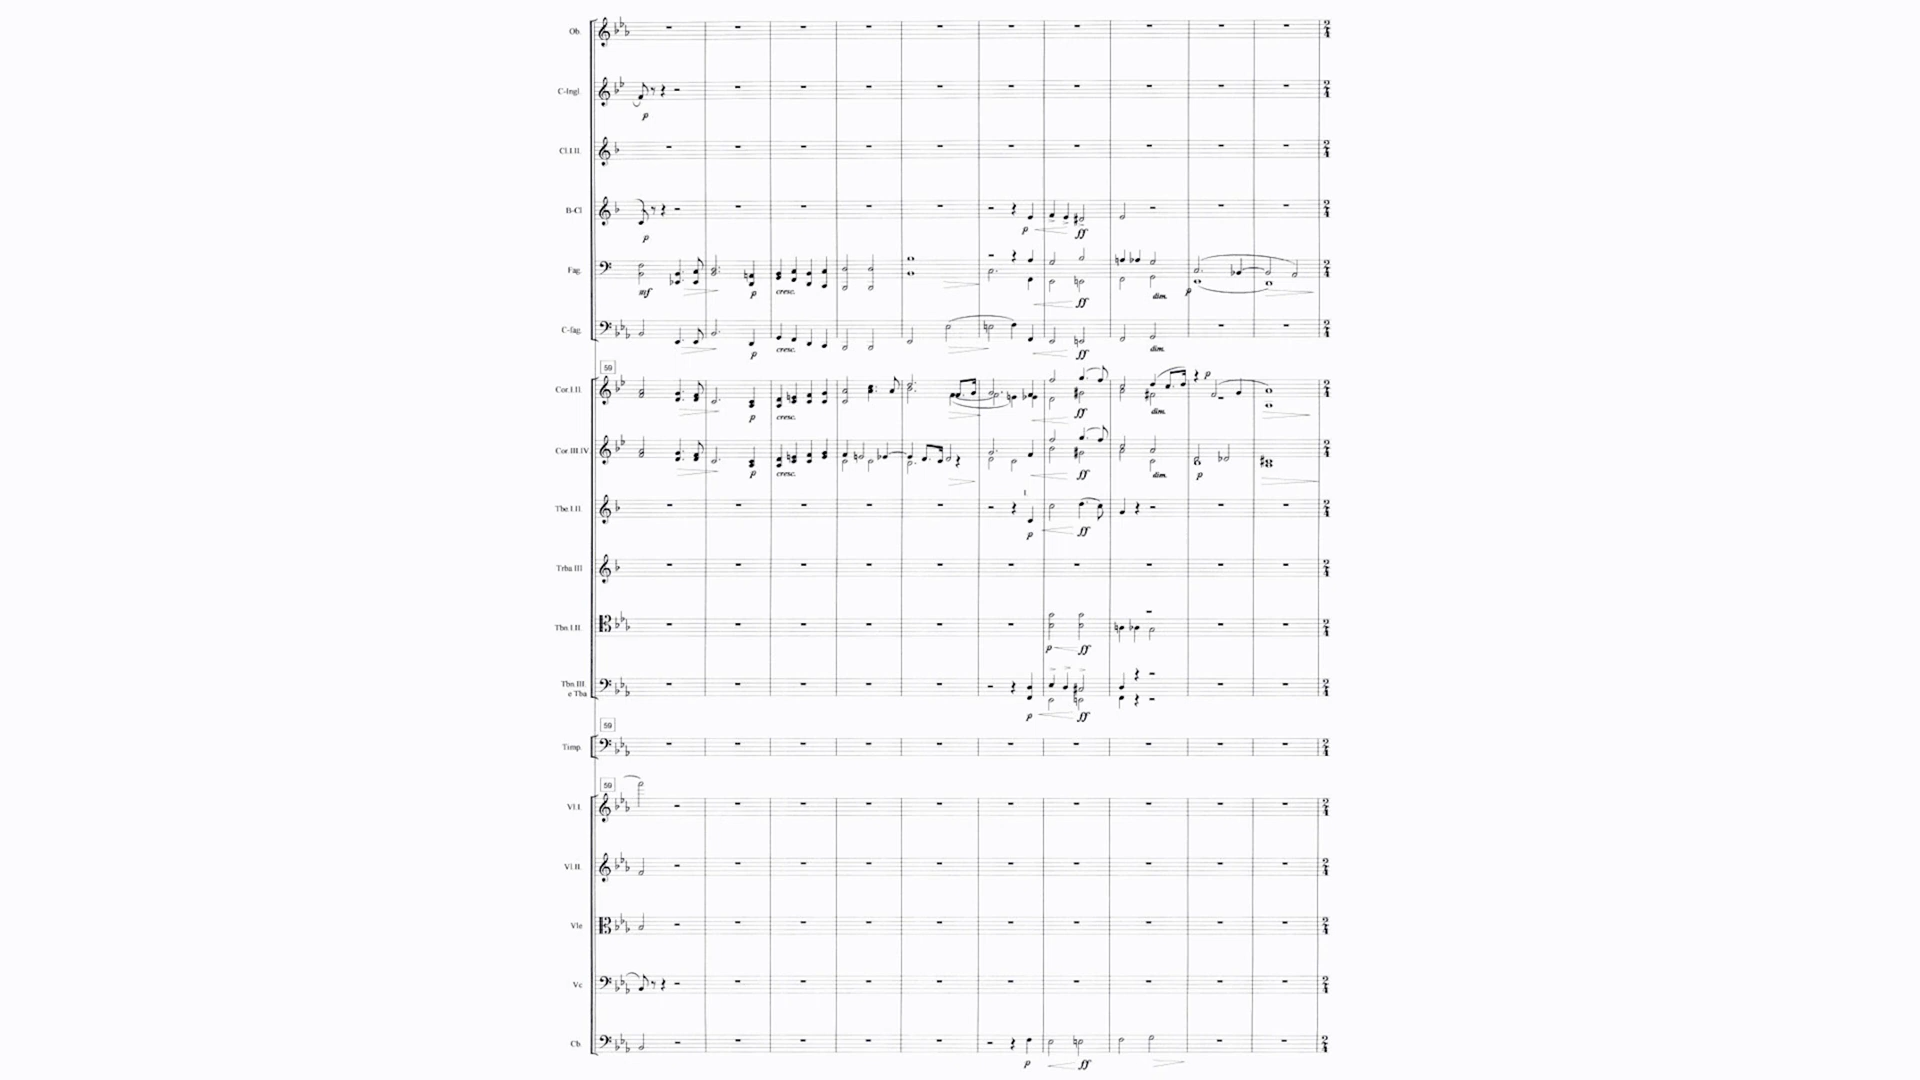 Ob.
C-Ingl.
p
Cl.I.II.
B-Cl
p
p
ff
Fag.
mf
p
cresc.
ff
dim.
p
C-fag.
p
cresc.
ff
dim.
59
Cor.I.II.
p
cresc.
ff
dim.
p
Cor.III.IV
p
cresc.
ff
dim.
p
Tbe.I.II.
I.
p
ff
Trba III
Tbn.I.II.
p
ff
Tbn.III.
e Tba
p
ff
59
Timp.
59
Vl.I.
Vl.II.
Vle
Vc
Cb.
p
ff
2
4